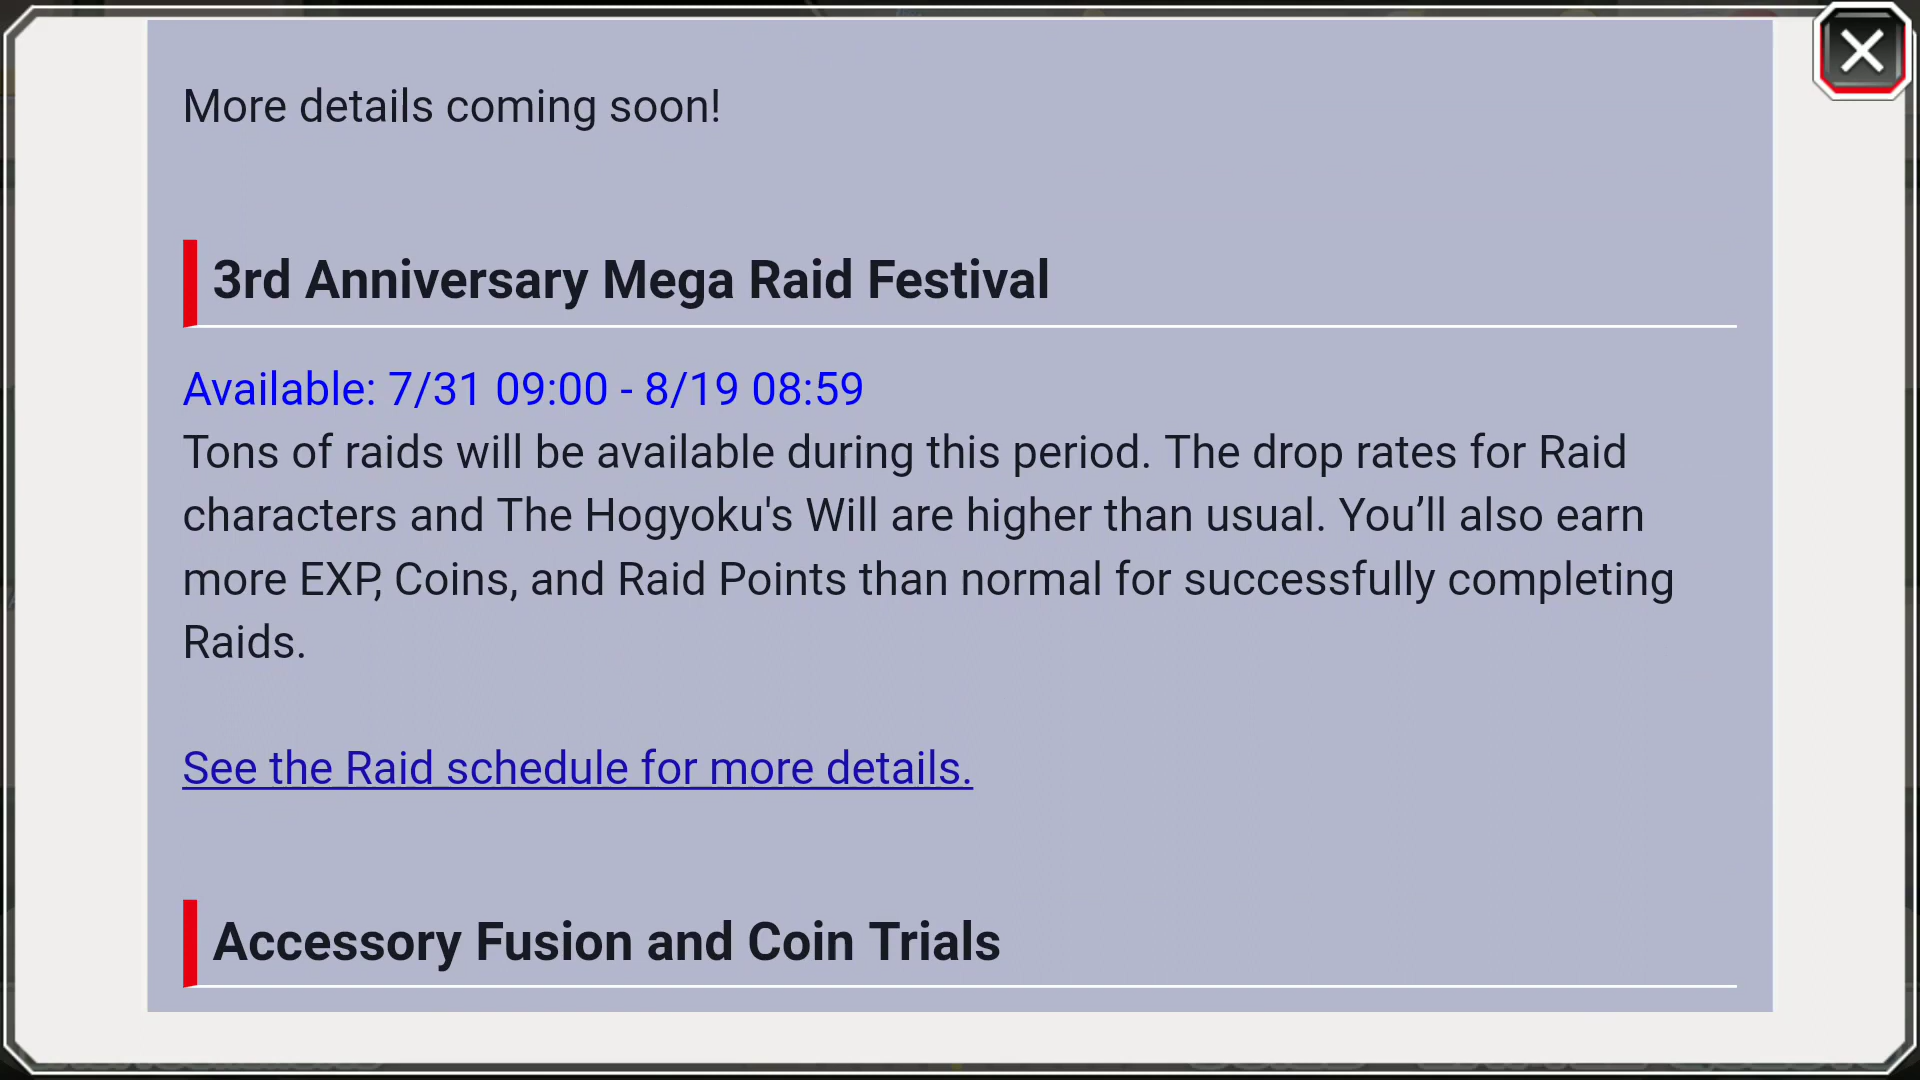 More details coming soon!
3rd Anniversary Mega Raid Festival
Available: 7/31 09:00 - 8/19 08:59
Tons of raids will be available during this period. The drop rates for Raid
characters and The Hogyoku's Will are higher than usual. You’ll also earn
more EXP, Coins, and Raid Points than normal for successfully completing
Raids.
See the Raid schedule for more details.
Accessory Fusion and Coin Trials